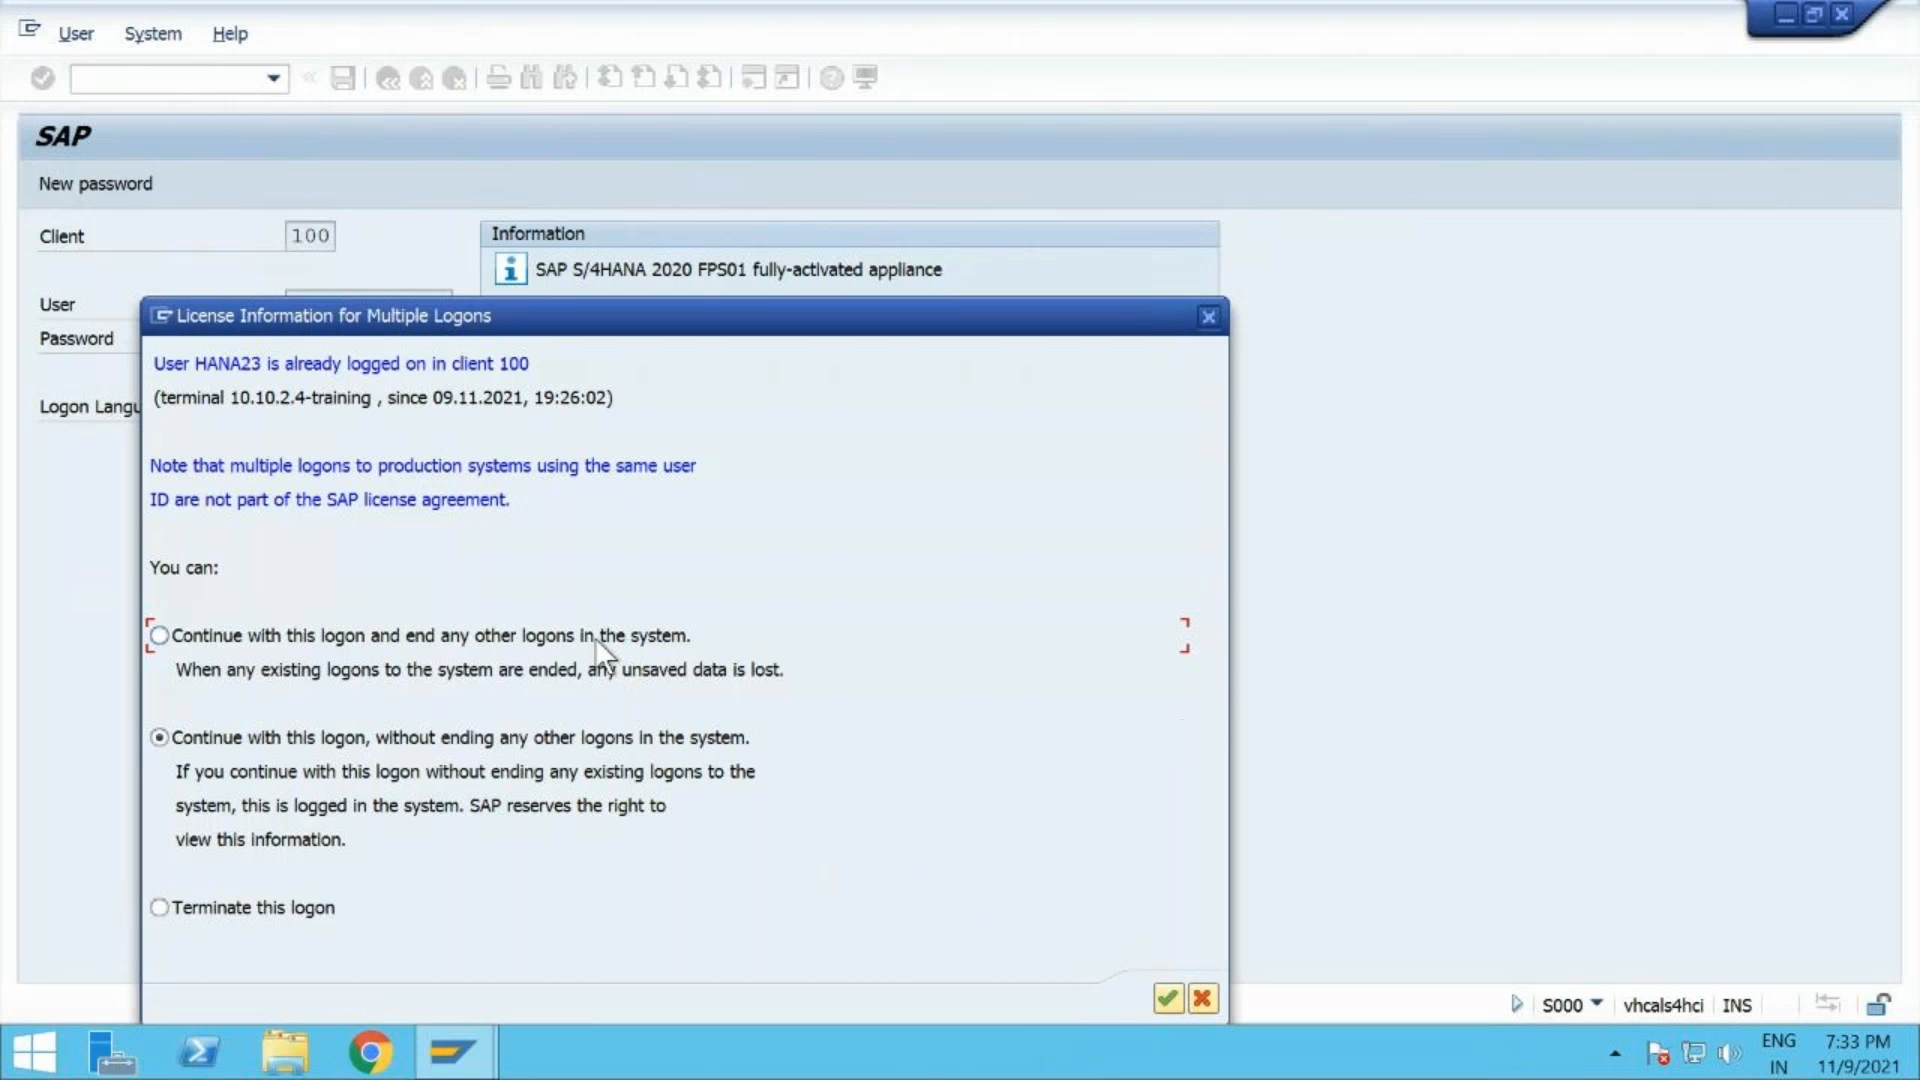 User System Help
SAP
New password
Client 100
Information
SAP S/4HANA 2020 FPS01 fully-activated appliance
User
Password
Logon Langu
License Information for Multiple Logons
User HANA23 is already logged on in client 100
(terminal 10.10.2.4-training , since 09.11.2021, 19:26:02)
Note that multiple logons to production systems using the same user
ID are not part of the SAP license agreement.
You can:
Continue with this logon and end any other logons in the system.
When any existing logons to the system are ended, any unsaved data is lost.
Continue with this logon, without ending any other logons in the system.
If you continue with this logon without ending any existing logons to the
system, this is logged in the system. SAP reserves the right to
view this information.
Terminate this logon
S000 vhcals4hci INS
ENG
IN
7:33 PM
11/9/2021